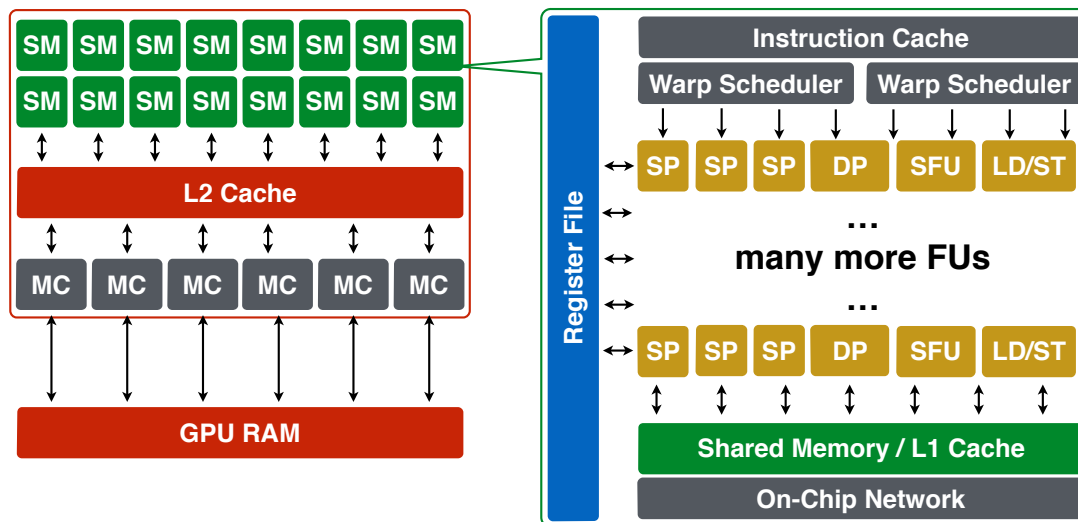 SM SM SM SM SM SM SM SM
SM SM SM SM SM SM SM SM
L2 Cache
MC MC MC MC MC MC
GPU RAM
Register File
Instruction Cache
Warp Scheduler Warp Scheduler
SP SP SP DP SFU LD/ST
...
many more FUs
...
SP SP SP DP SFU LD/ST
Shared Memory / L1 Cache
On-Chip Network